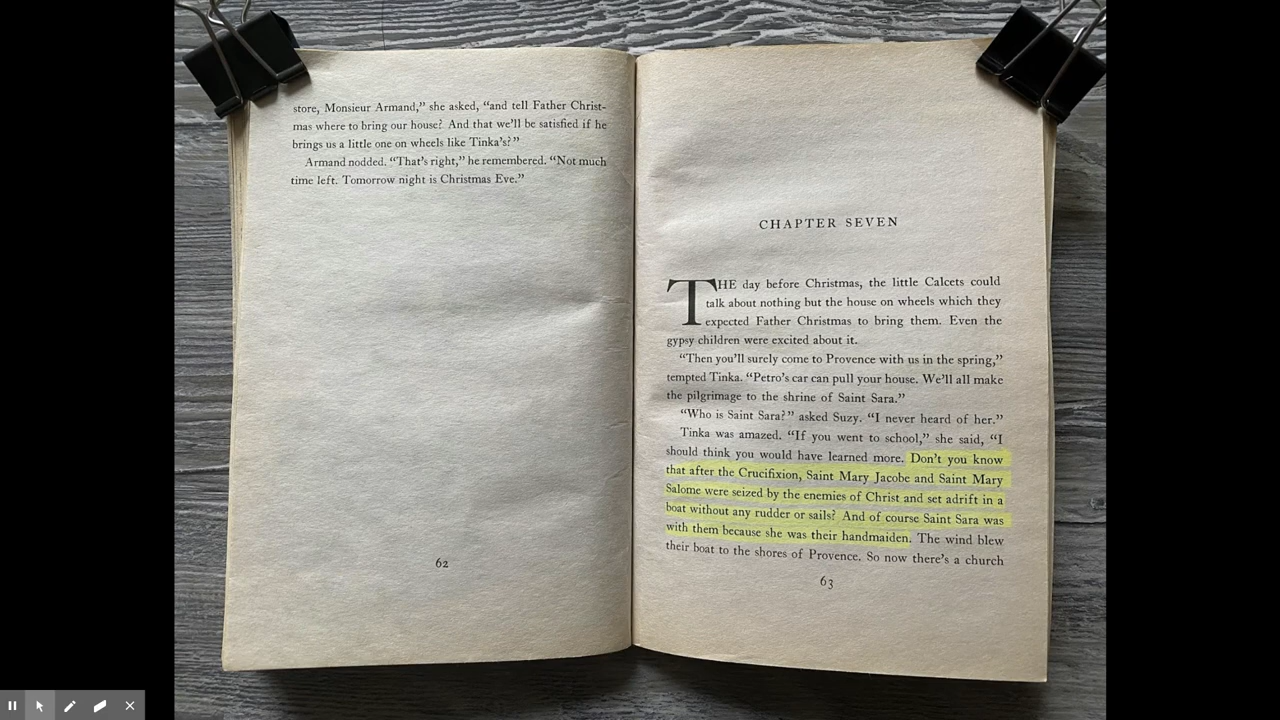 store, Monsieur Armand,” she asked, “and tell Father Christ-
mas where to bring our house? And that we’ll be satisfied if he
brings us a little one on wheels like Tinka’s?”
Armand nodded. “That’s right,” he remembered. “Not much
time left. Tomorrow night is Christmas Eve.”
62
CHAPTER SEVEN
THE day before Christmas, the little Calcets could
talk about nothing but the house on wheels which they
expected Father Christmas to bring them. Even the
gypsy children were excited about it.
“Then you’ll surely come to Provence with us in the spring,”
tempted Tinka. “Petro’s car can pull your house. We’ll all make
the pilgrimage to the shrine of Saint Sara.”
“Who is Saint Sara?” asked Suzy. “I never heard of her.”
Tinka was amazed. “If you went to school,” she said, “I
should think you would have learned more. Don’t you know
that after the Crucifixion, Saint Mary Jacobe and Saint Mary
Salome were seized by the enemies of Christ and set adrift in a
boat without any rudder or sails? And of course Saint Sara was
with them because she was their handmaiden. The wind blew
their boat to the shores of Provence. So now there’s a church
63